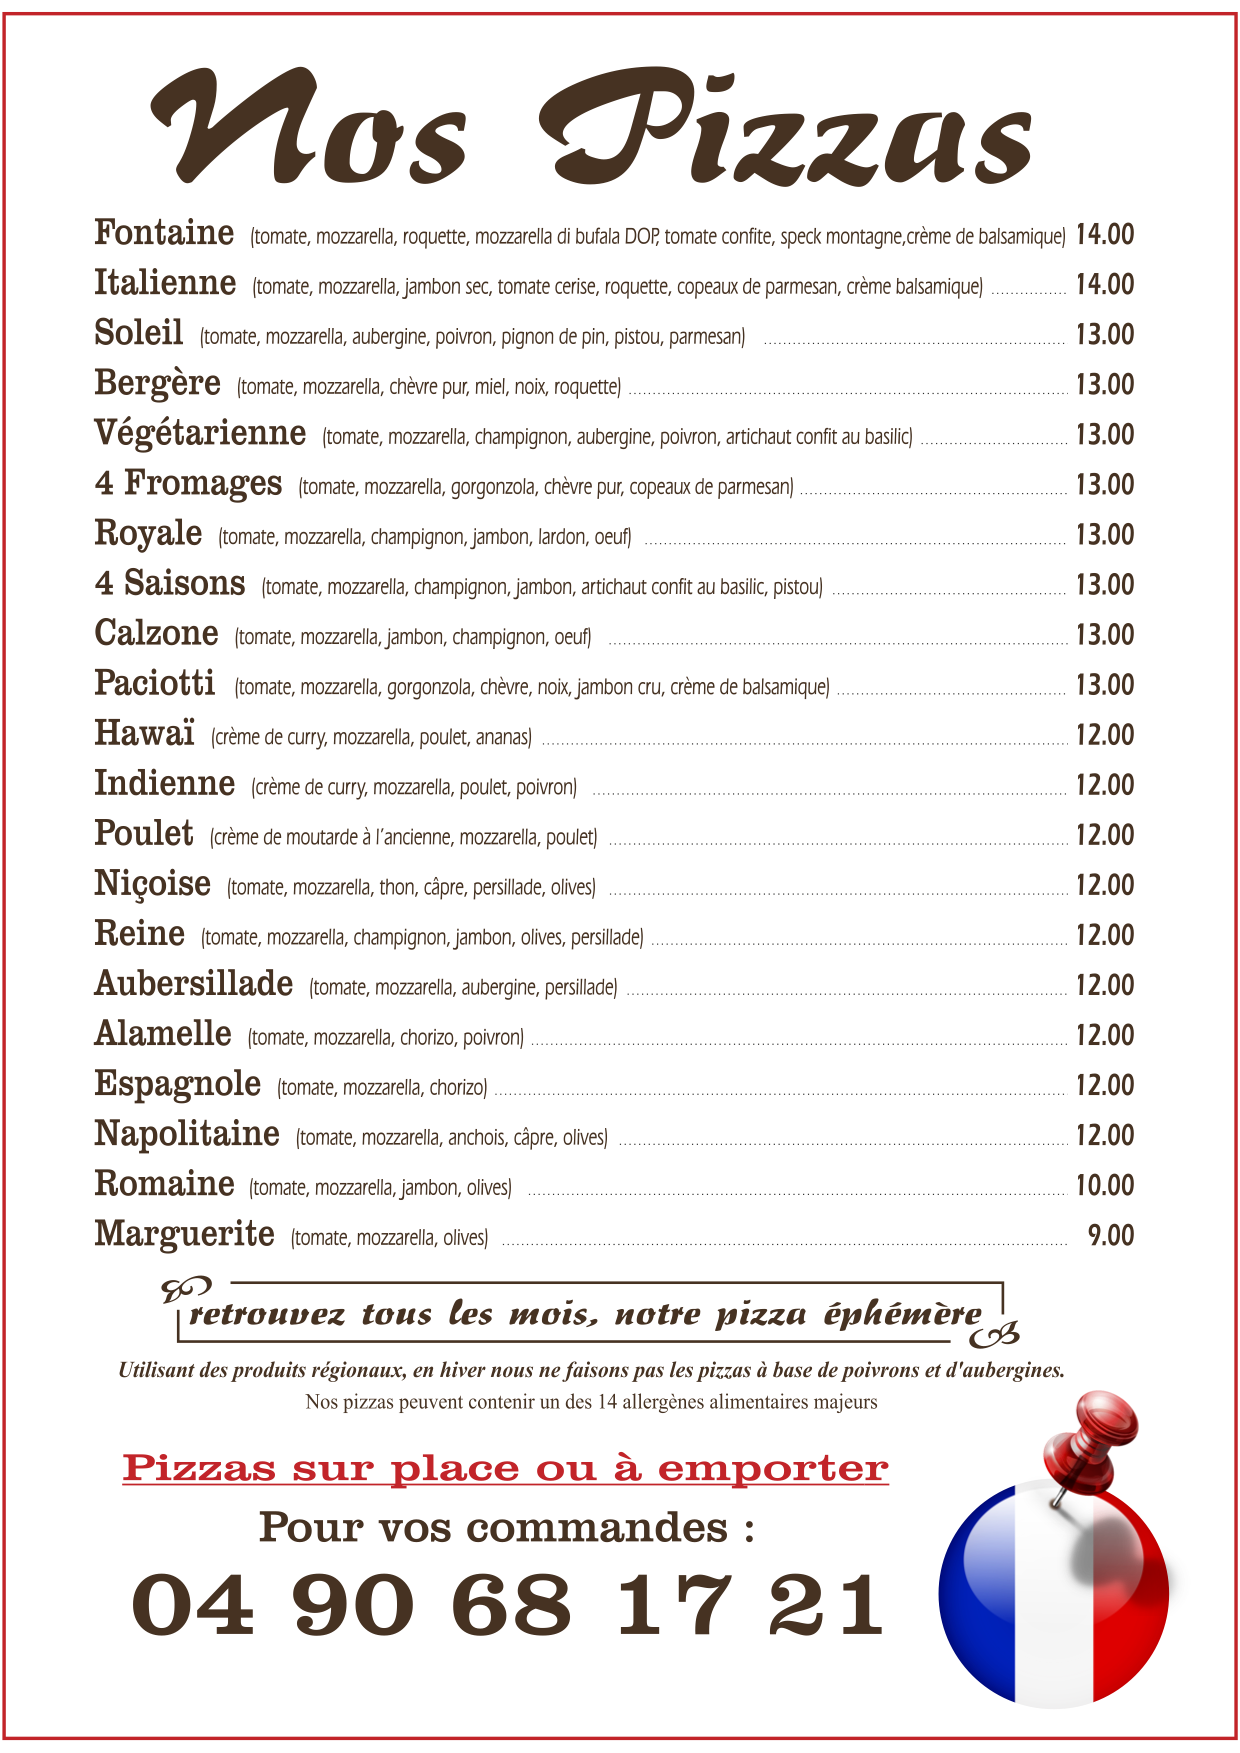 Nos Pizzas
Fontaine (tomate, mozzarella, roquette, mozzarella di bufala DOP, tomate confite, speck montagne,crème de balsamique) 14.00
Italienne (tomate, mozzarella, jambon sec, tomate cerise, roquette, copeaux de parmesan, crème balsamique) 14.00
Soleil (tomate, mozzarella, aubergine, poivron, pignon de pin, pistou, parmesan) 13.00
Bergère (tomate, mozzarella, chèvre pur, miel, noix, roquette) 13.00
Végétarienne (tomate, mozzarella, champignon, aubergine, poivron, artichaut confit au basilic) 13.00
4 Fromages (tomate, mozzarella, gorgonzola, chèvre pur, copeaux de parmesan) 13.00
Royale (tomate, mozzarella, champignon, jambon, lardon, oeuf) 13.00
4 Saisons (tomate, mozzarella, champignon, jambon, artichaut confit au basilic, pistou) 13.00
Calzone (tomate, mozzarella, jambon, champignon, oeuf) 13.00
Paciotti (tomate, mozzarella, gorgonzola, chèvre, noix, jambon cru, crème de balsamique) 13.00
Hawaï (crème de curry, mozzarella, poulet, ananas) 12.00
Indienne (crème de curry, mozzarella, poulet, poivron) 12.00
Poulet (crème de moutarde à l'ancienne, mozzarella, poulet) 12.00
Niçoise (tomate, mozzarella, thon, câpre, persillade, olives) 12.00
Reine (tomate, mozzarella, champignon, jambon, olives, persillade) 12.00
Aubersillade (tomate, mozzarella, aubergine, persillade) 12.00
Alamelle (tomate, mozzarella, chorizo, poivron) 12.00
Espagnole (tomate, mozzarella, chorizo) 12.00
Napolitaine (tomate, mozzarella, anchois, câpre, olives) 12.00
Romaine (tomate, mozzarella, jambon, olives) 10.00
Marguerite (tomate, mozzarella, olives) 9.00
retrouvez tous les mois, notre pizza éphémère
Utilisant des produits régionaux, en hiver nous ne faisons pas les pizzas à base de poivrons et d'aubergines.
Nos pizzas peuvent contenir un des 14 allergènes alimentaires majeurs
Pizzas sur place ou à emporter
Pour vos commandes :
04 90 68 17 21